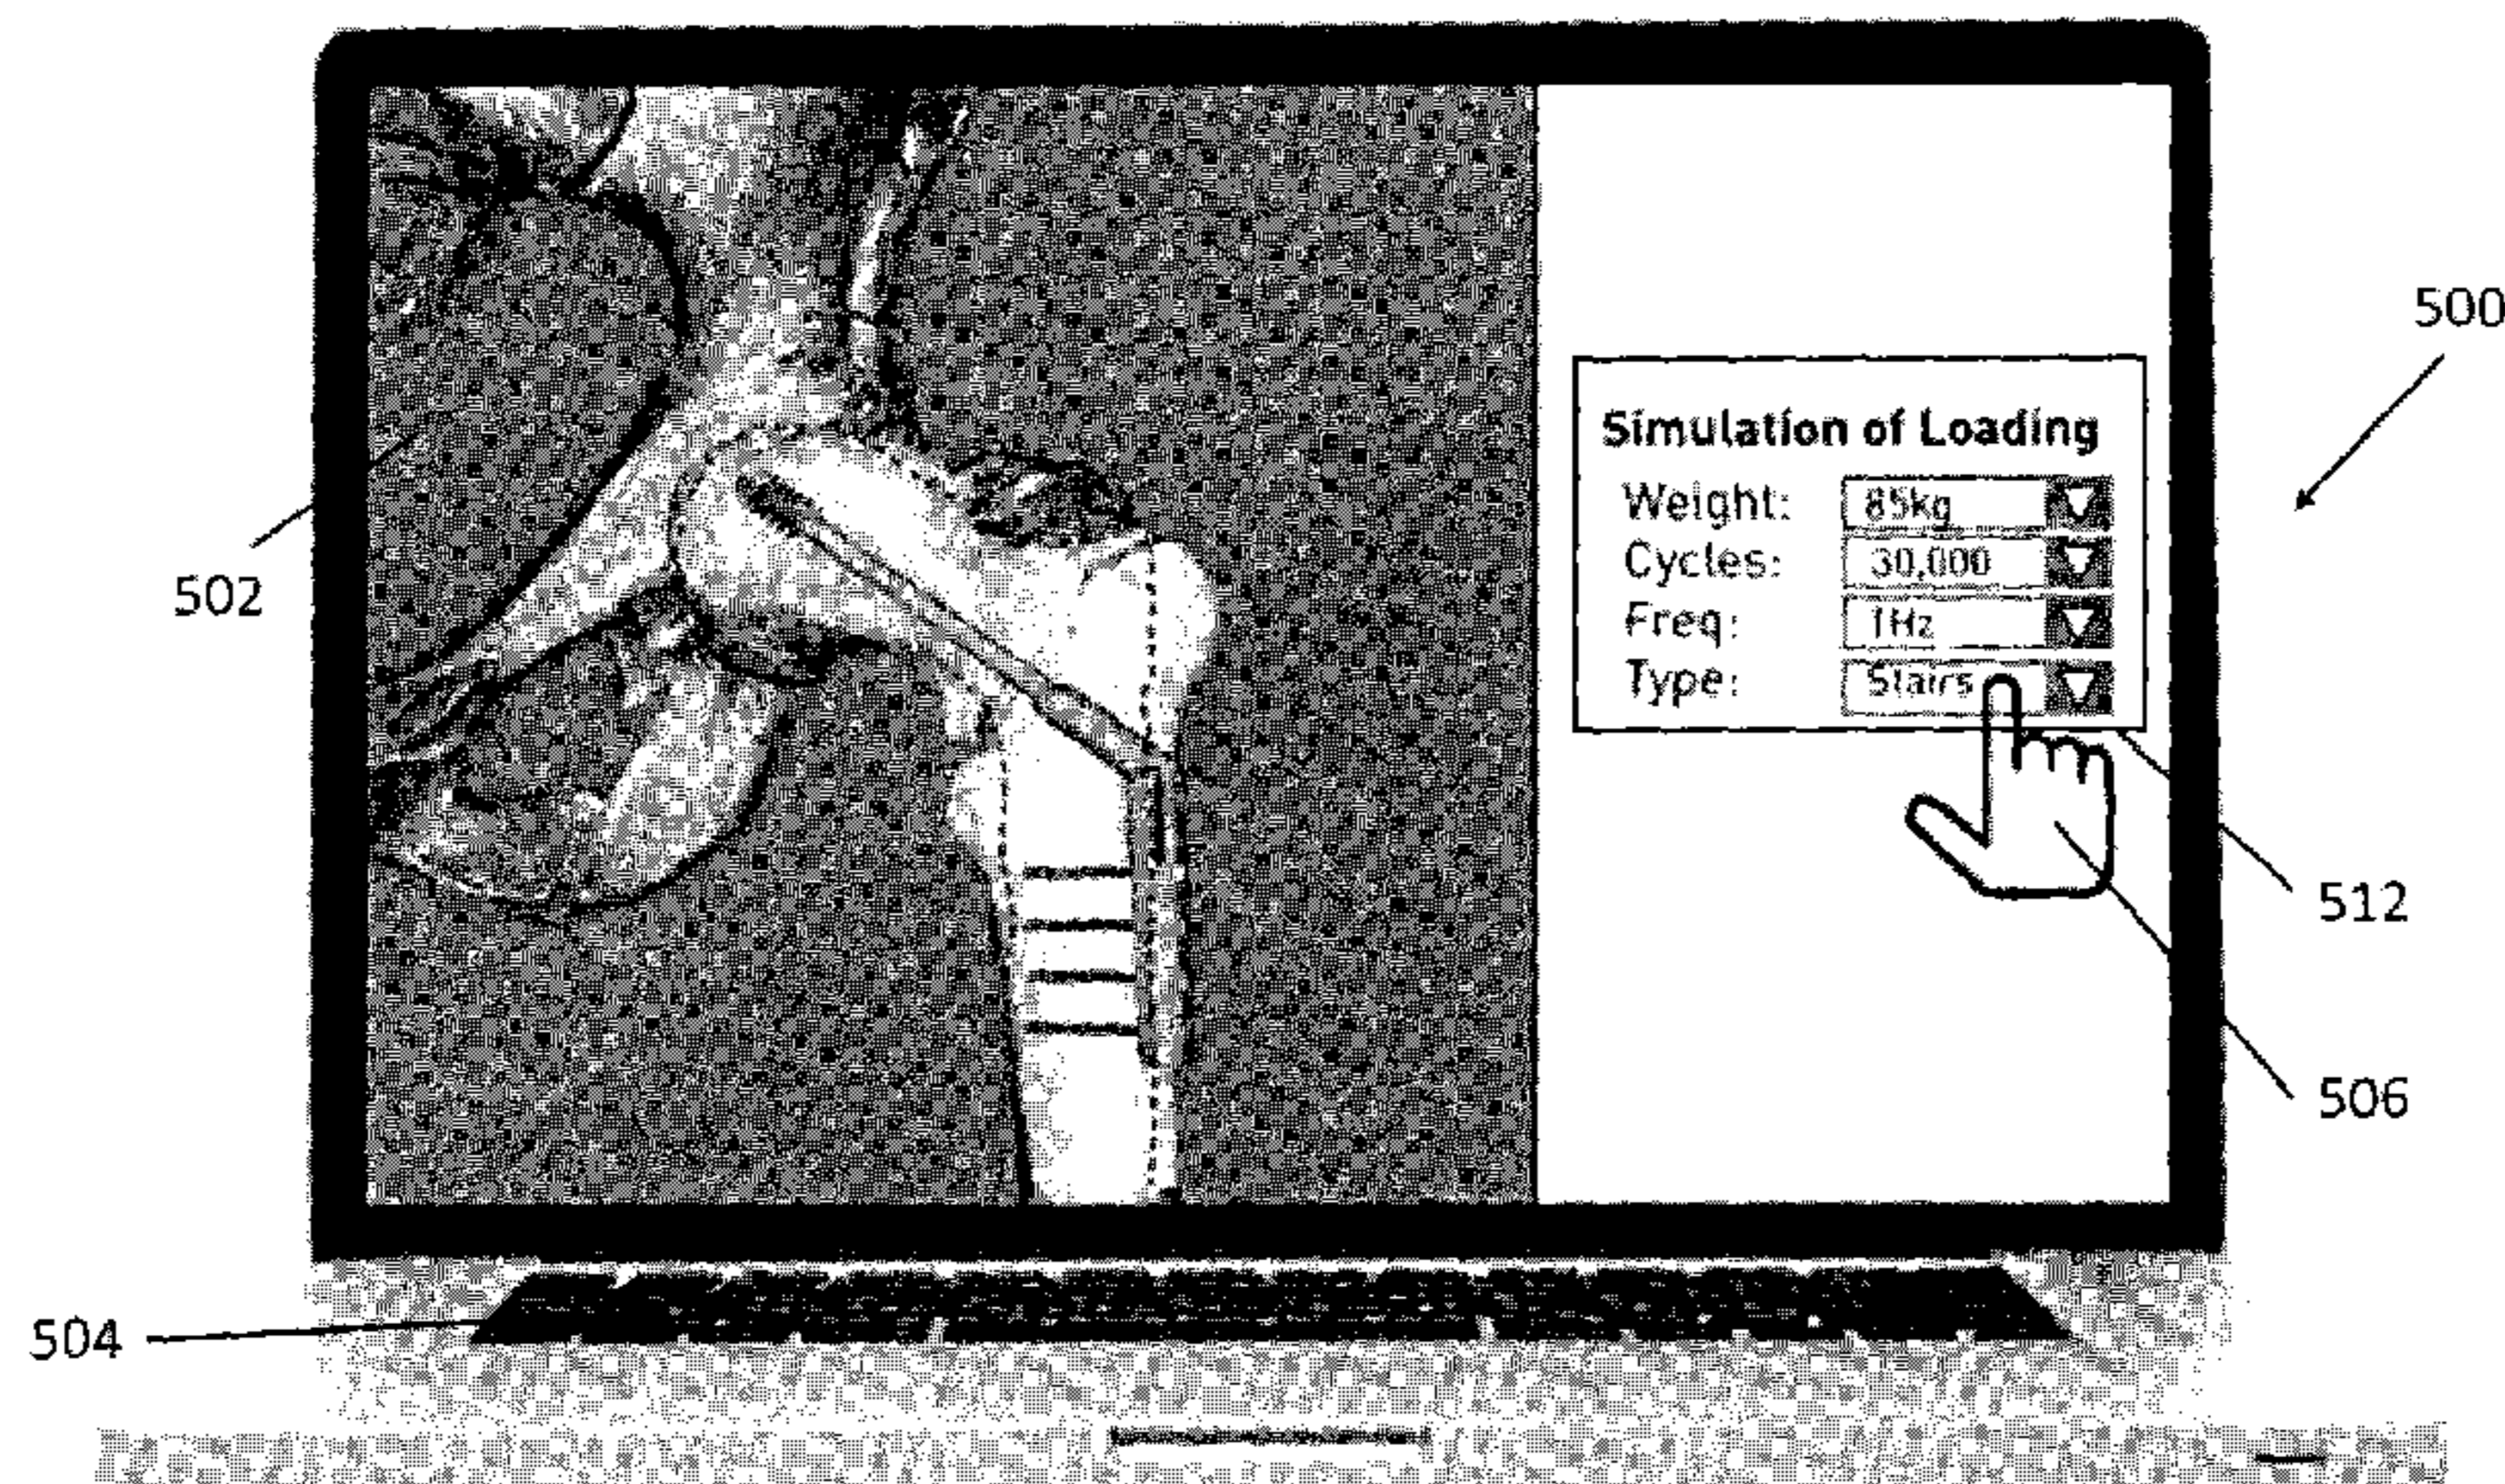 500
Simulation of Loading
Weight: 85kg
Cycles: 30,000
Freq: 1Hz
Type: Stairs
502
512
506
504